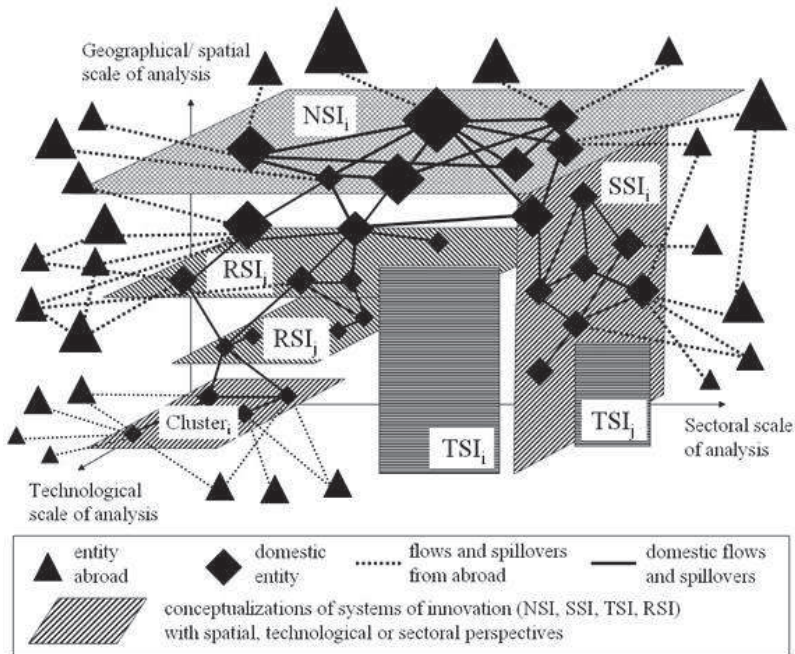 Geographical/ spatial
scale of analysis
NSIi
SSIi
RSIj
RSIj
Clusteri
TSIi
TSIj
Sectoral scale
of analysis
Technological
scale of analysis
entity
abroad
domestic
entity
flows and spillovers
from abroad
domestic flows
and spillovers
conceptualizations of systems of innovation (NSI, SSI, TSI, RSI)
with spatial, technological or sectoral perspectives